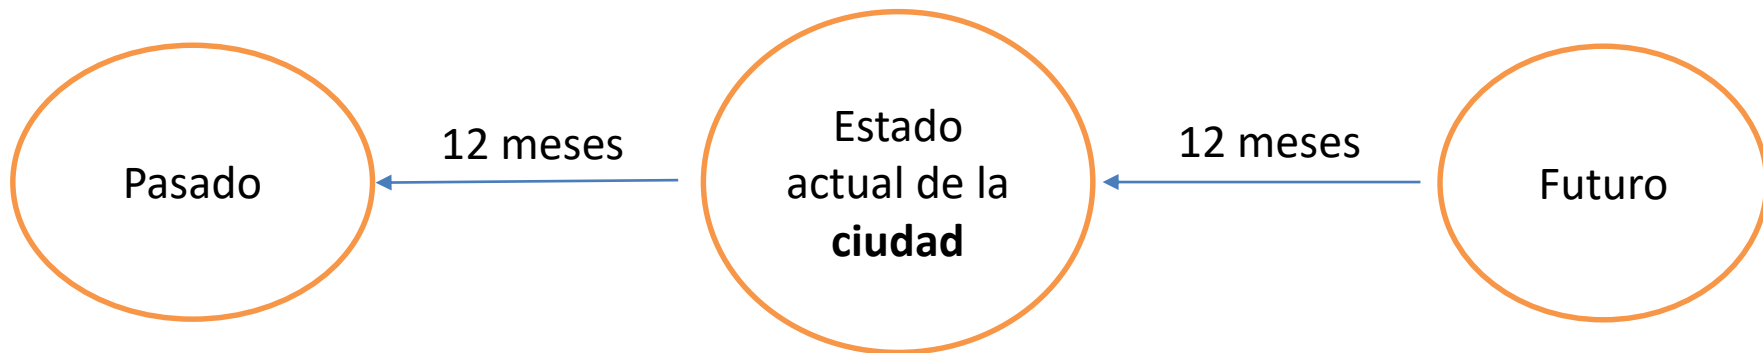 Pasado
12 meses
Estado
actual de la
ciudad
12 meses
Futuro